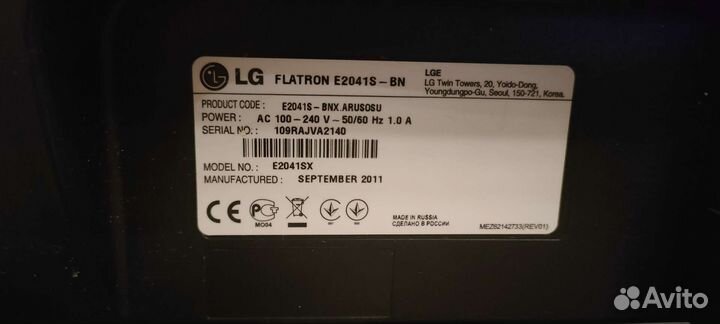 LG FLATRON E2041S-BN
LGE
LG Twin Towers, 20, Yoido-Dong,
Youngdungpo-Gu, Seoul, 150-721, Korea.
PRODUCT CODE : E2041S-BNX.ARUSOSU
POWER : AC 100-240 V~50/60 Hz 1.0 A
SERIAL NO. : 109RAJVA2140
MODEL NO. : E2041SX
MANUFACTURED : SEPTEMBER 2011
CE
MO04
MADE IN RUSSIA
СДЕЛАНО В РОССИИ
MEZ62142733(REV01)
Avito